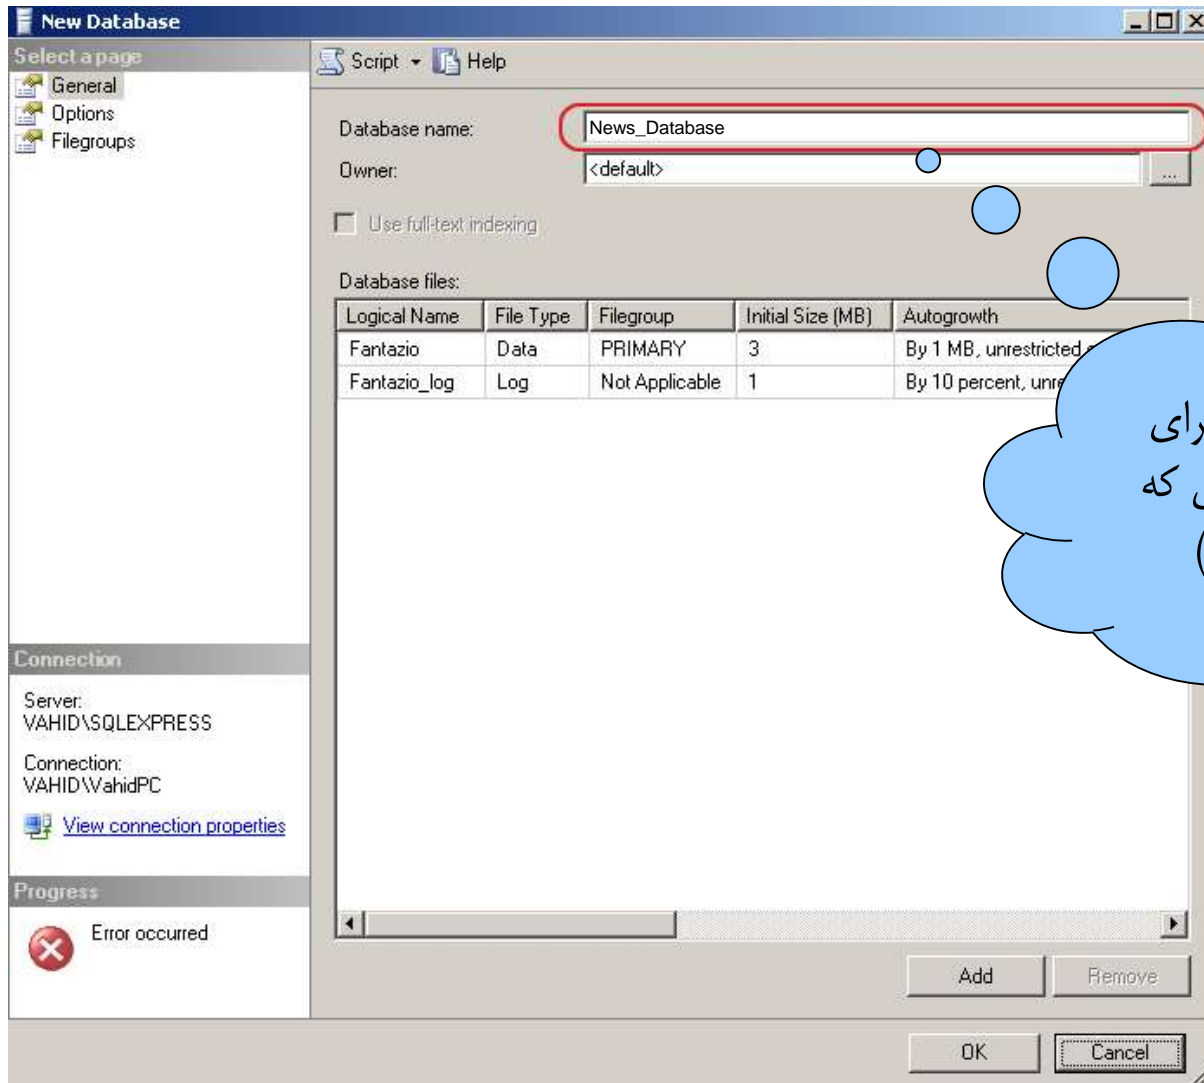 New Database
Select a page
General
Options
Filegroups
Script Help
Database name: News_Database
Owner: <default> ...
Use full-text indexing
Database files:
Logical Name File Type Filegroup Initial Size (MB) Autogrowth
Fantazio Data PRIMARY 3 By 1 MB, unrestricted
Fantazio_log Log Not Applicable 1 By 10 percent,
که
Connection
Server:
VAHID\SQLEXPRESS
Connection:
VAHID\VahidPC
View connection properties
Progress
Error occurred
Add Remove
OK Cancel